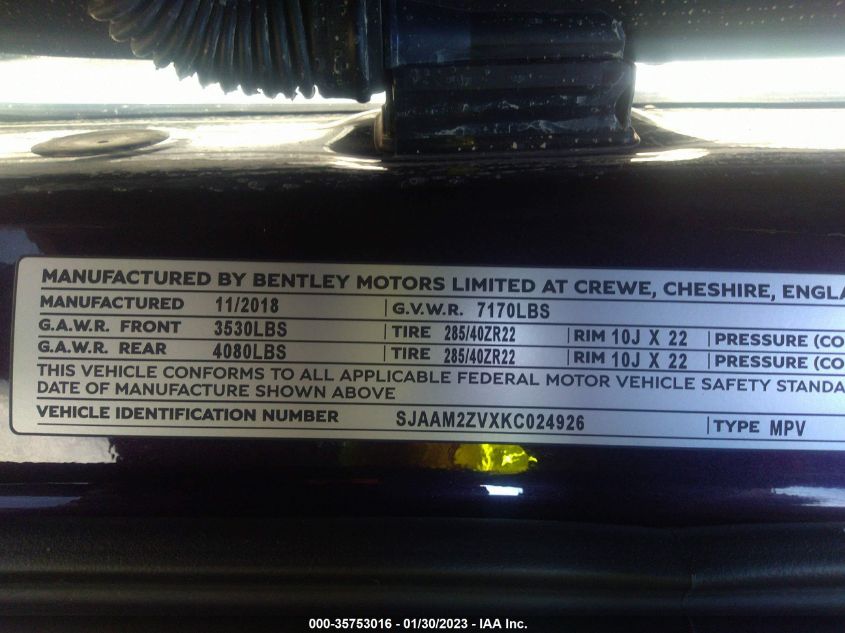 MANUFACTURED BY BENTLEY MOTORS LIMITED AT CREWE, CHESHIRE, ENGLA
MANUFACTURED 11/2018 G.V.W.R. 7170LBS
G.A.W.R. FRONT 3530LBS TIRE 285/40ZR22 RIM 10J X 22 PRESSURE (CO
G.A.W.R. REAR 4080LBS TIRE 285/40ZR22 RIM 10J X 22 PRESSURE (CO
THIS VEHICLE CONFORMS TO ALL APPLICABLE FEDERAL MOTOR VEHICLE SAFETY STANDA
DATE OF MANUFACTURE SHOWN ABOVE
VEHICLE IDENTIFICATION NUMBER SJAAM2ZVXKC024926 TYPE MPV
000-35753016 - 01/30/2023 - IAA Inc.